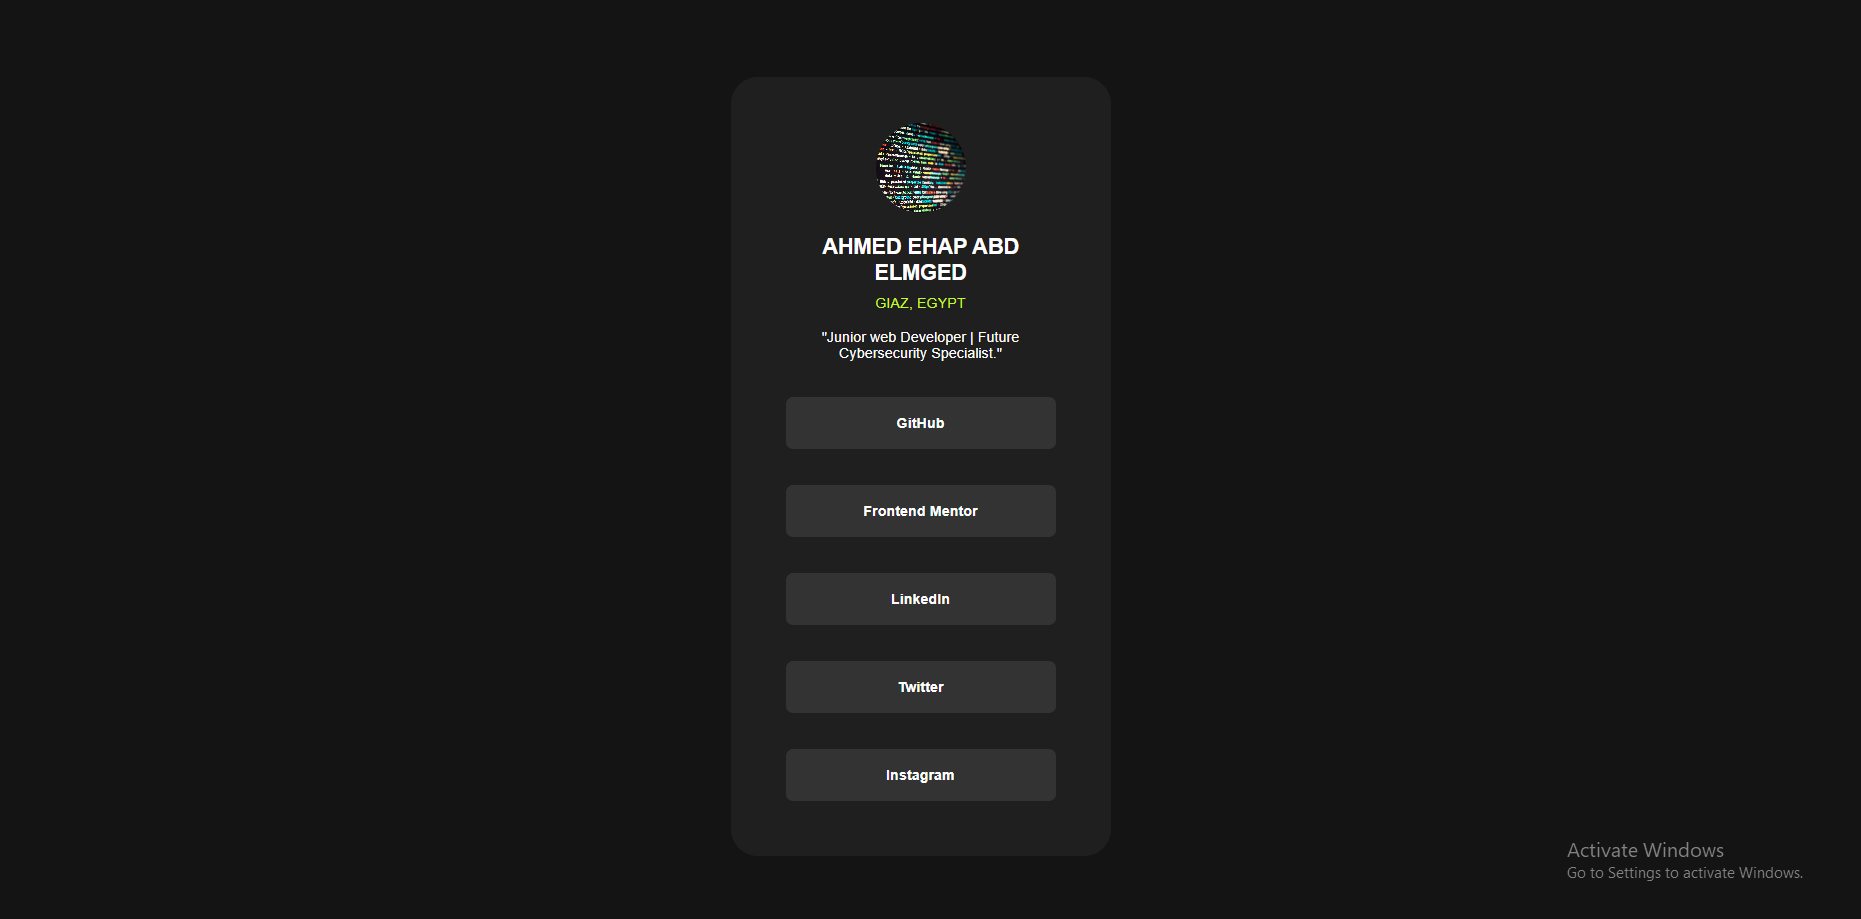 AHMED EHAP ABD
ELMGED
GIAZ, EGYPT
"Junior web Developer | Future
Cybersecurity Specialist."
GitHub
Frontend Mentor
LinkedIn
Twitter
Instagram
Activate Windows
Go to Settings to activate Windows.